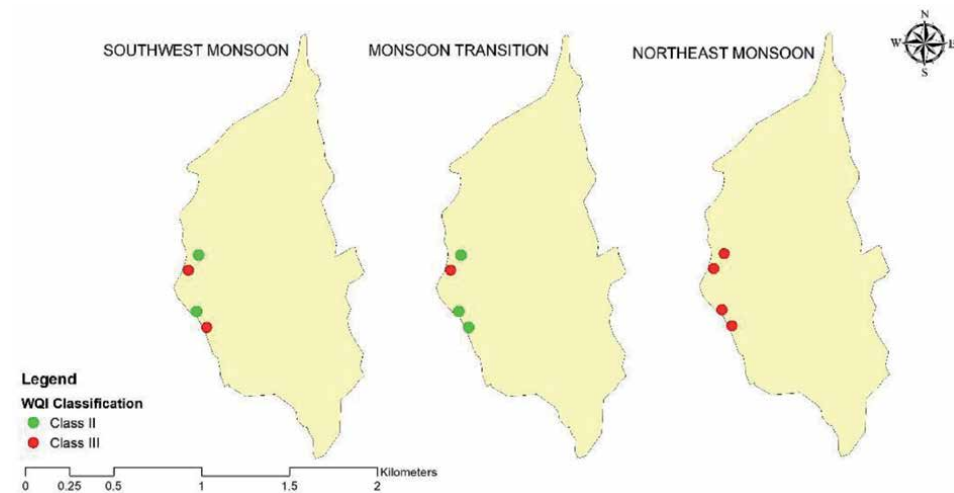 SOUTHWEST MONSOON
MONSOON TRANSITION
NORTHEAST MONSOON
N
W E
S
Legend
WQI Classification
Class II
Class III
Kilometers
0 0.25 0.5 1 1.5 2